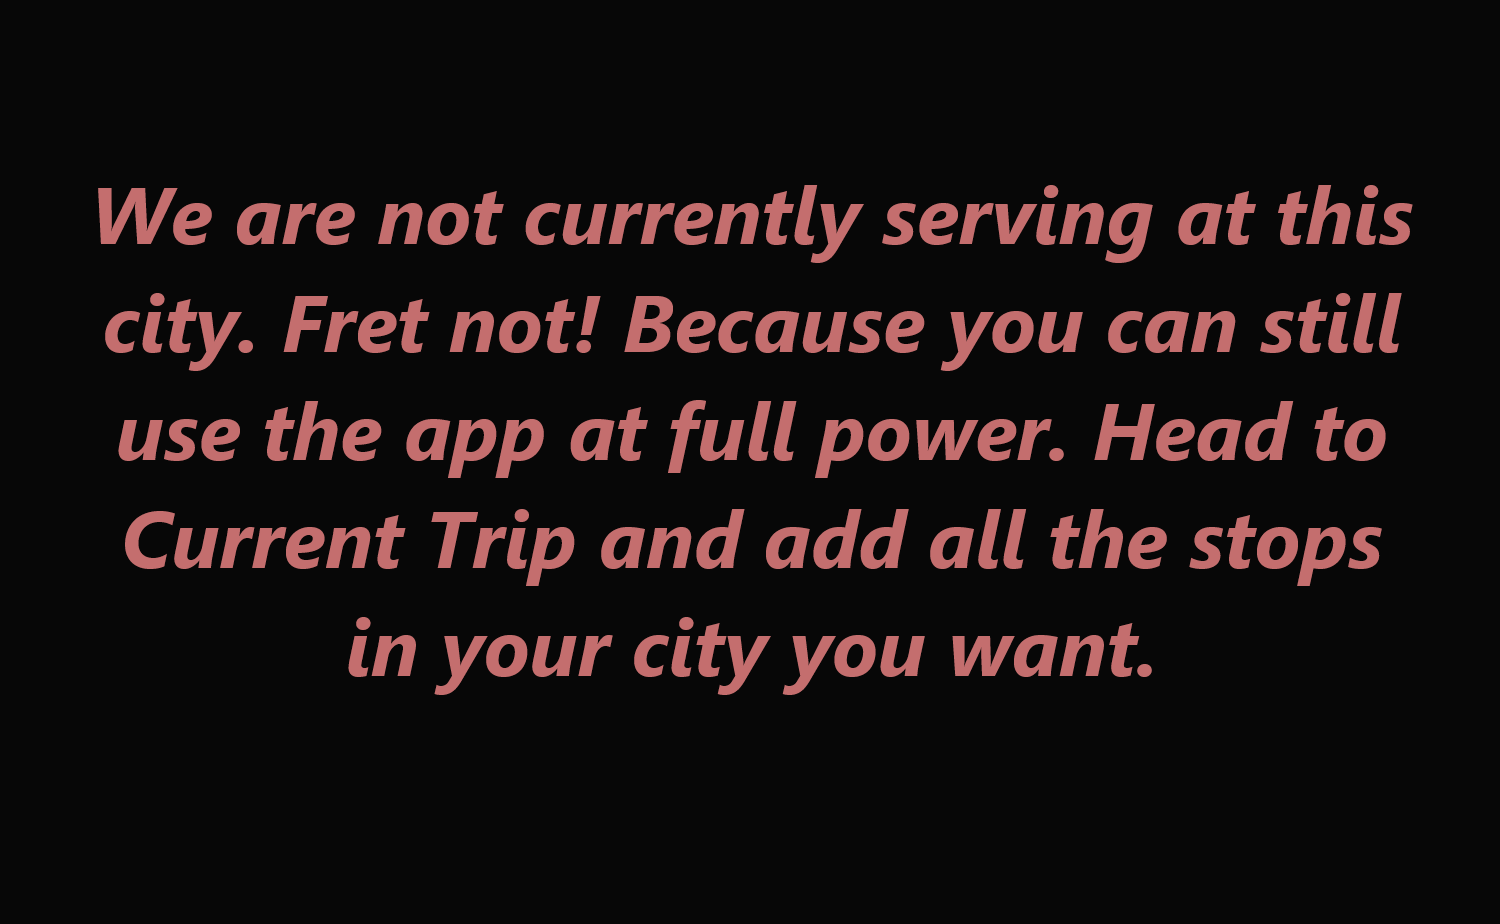 We are not currently serving at this
city. Fret not! Because you can still
use the app at full power. Head to
Current Trip and add all the stops
in your city you want.